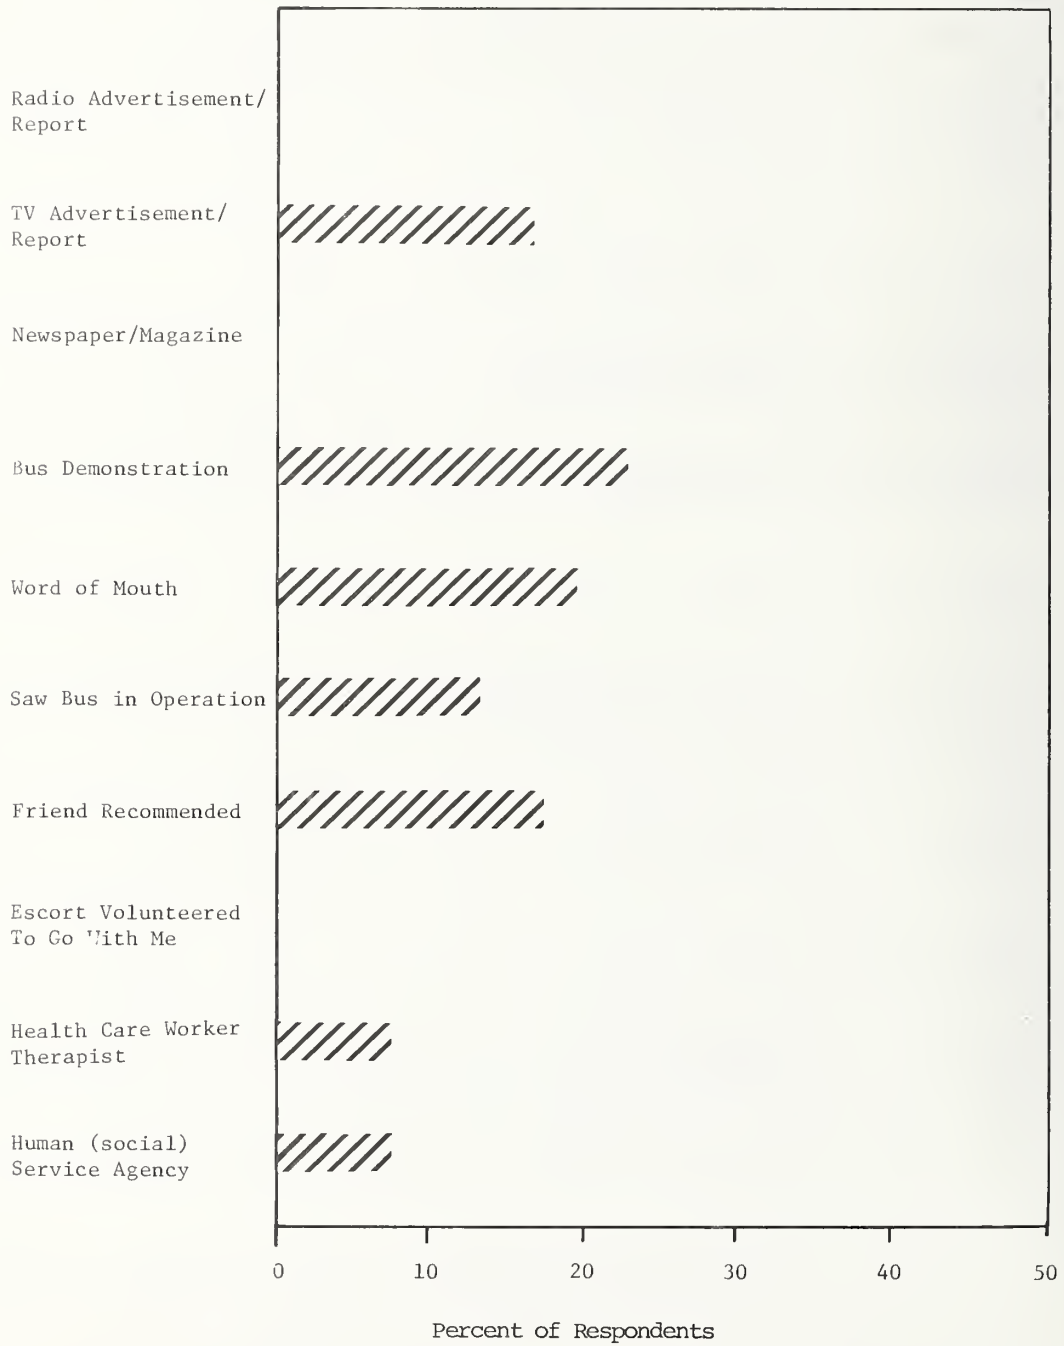 Radio Advertisement/
Report
TV Advertisement/
Report
Newspaper/Magazine
Bus Demonstration
Word of Mouth
Saw Bus in Operation
Friend Recommended
Escort Volunteered
To Go With Me
Health Care Worker
Therapist
Human (social)
Service Agency
0 10 20 30 40 50
Percent of Respondents